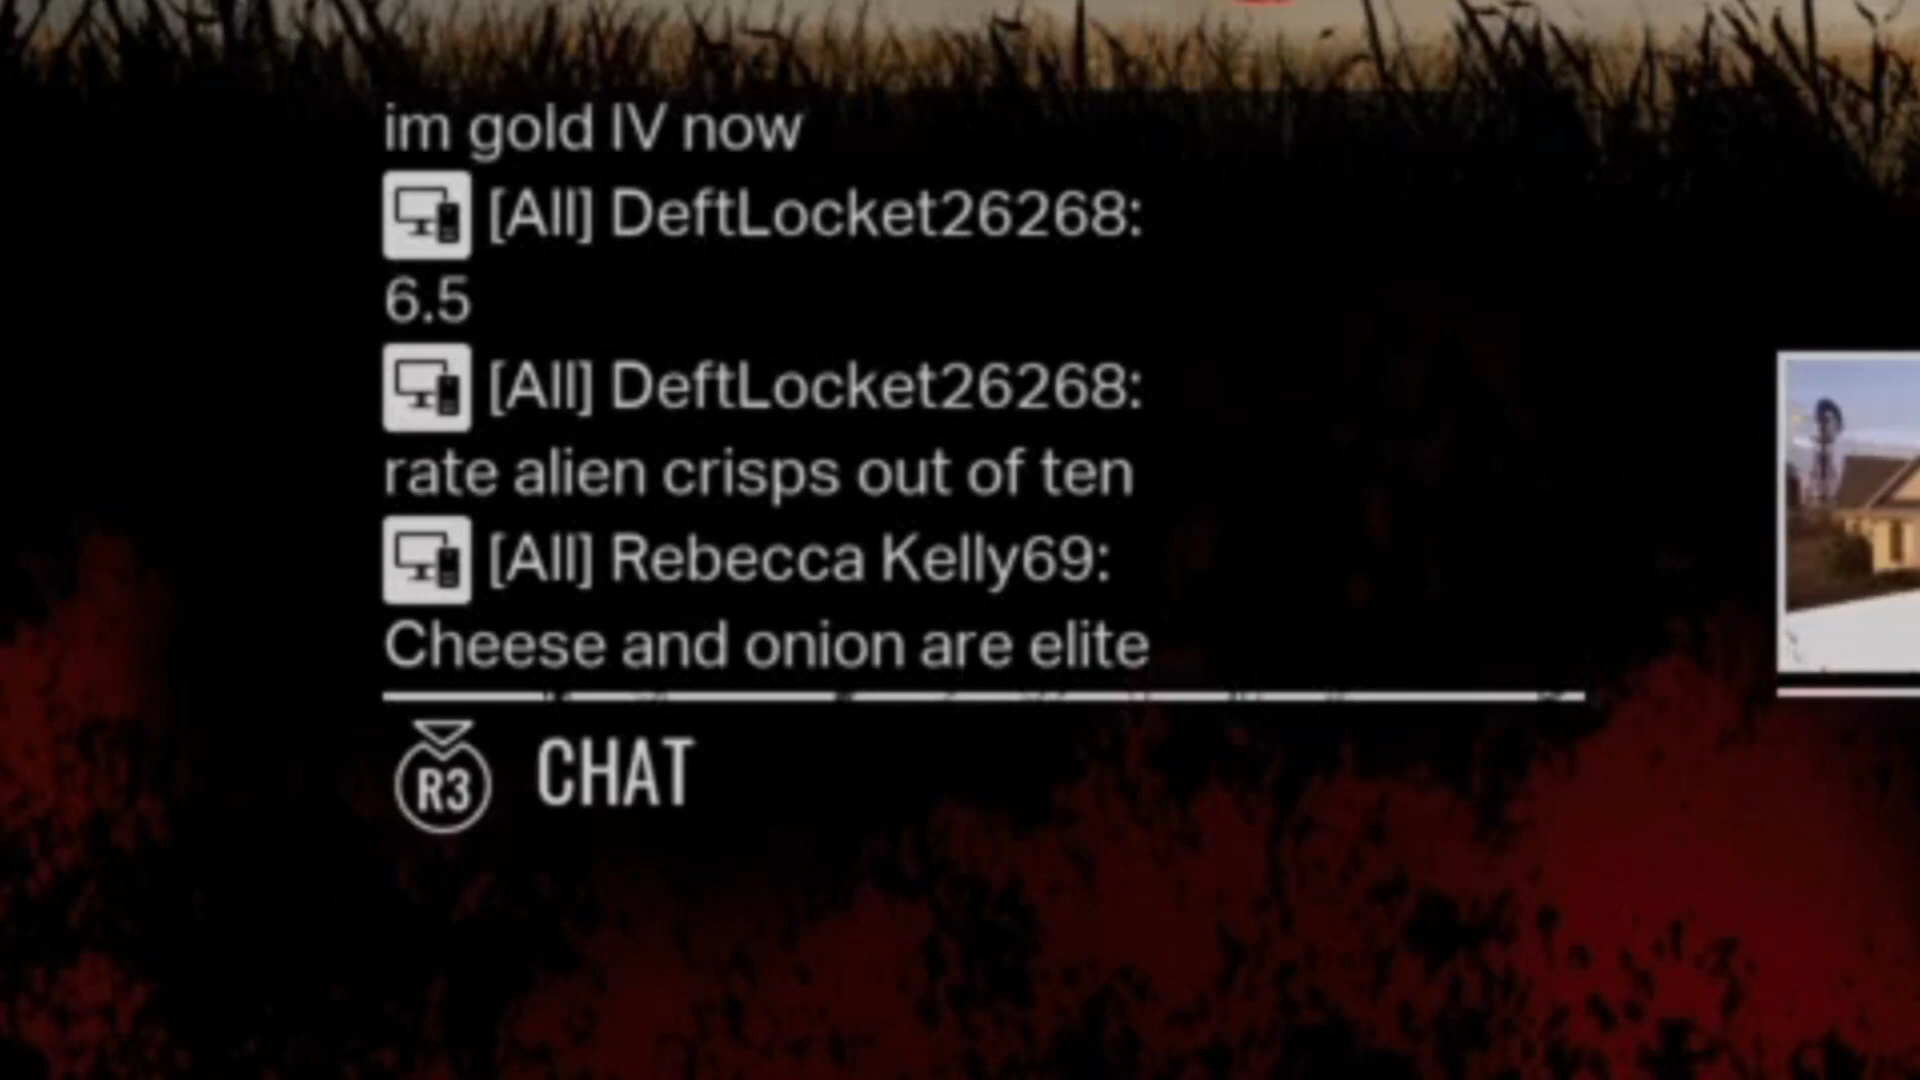 im gold IV now
[All] DeftLocket26268:
6.5
[All] DeftLocket26268:
rate alien crisps out of ten
[All] Rebecca Kelly69:
Cheese and onion are elite
R3 CHAT